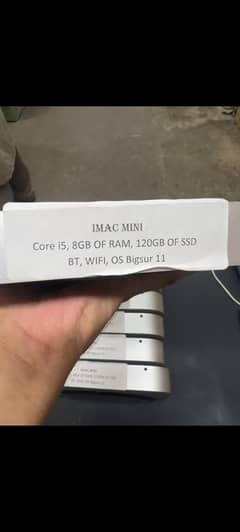 IMAC MINI
Core i5, 8GB OF RAM, 120GB OF SSD
BT, WIFI, OS Bigsur 11